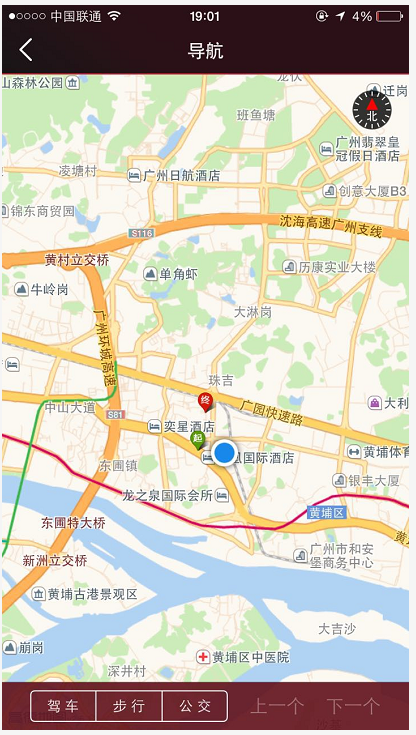 中国联通
19:01
4%
导航
山森林公园
龙伏
迁岗
北
班鱼塘
广州翡翠皇
冠假日酒店
凌塘村
广州日航酒店
创意大厦B3
锦东商贸园
S116
沈海高速广州支线
黄村立交桥
单角虾
历康实业大楼
牛岭岗
大淋岗
广州环城高速
珠吉
终
中山大道
S81
广园快速路
大利
奕星酒店
起
国际酒店
黄埔体育
东圃镇
银丰大厦
龙之泉国际会所
黄埔区
东圃特大桥
黄
广州市和安
堡商务中心
新洲立交桥
黄埔古港景观区
大吉沙
崩岗
黄埔区中医院
深井村
驾车
步行
公交
上一个
下一个